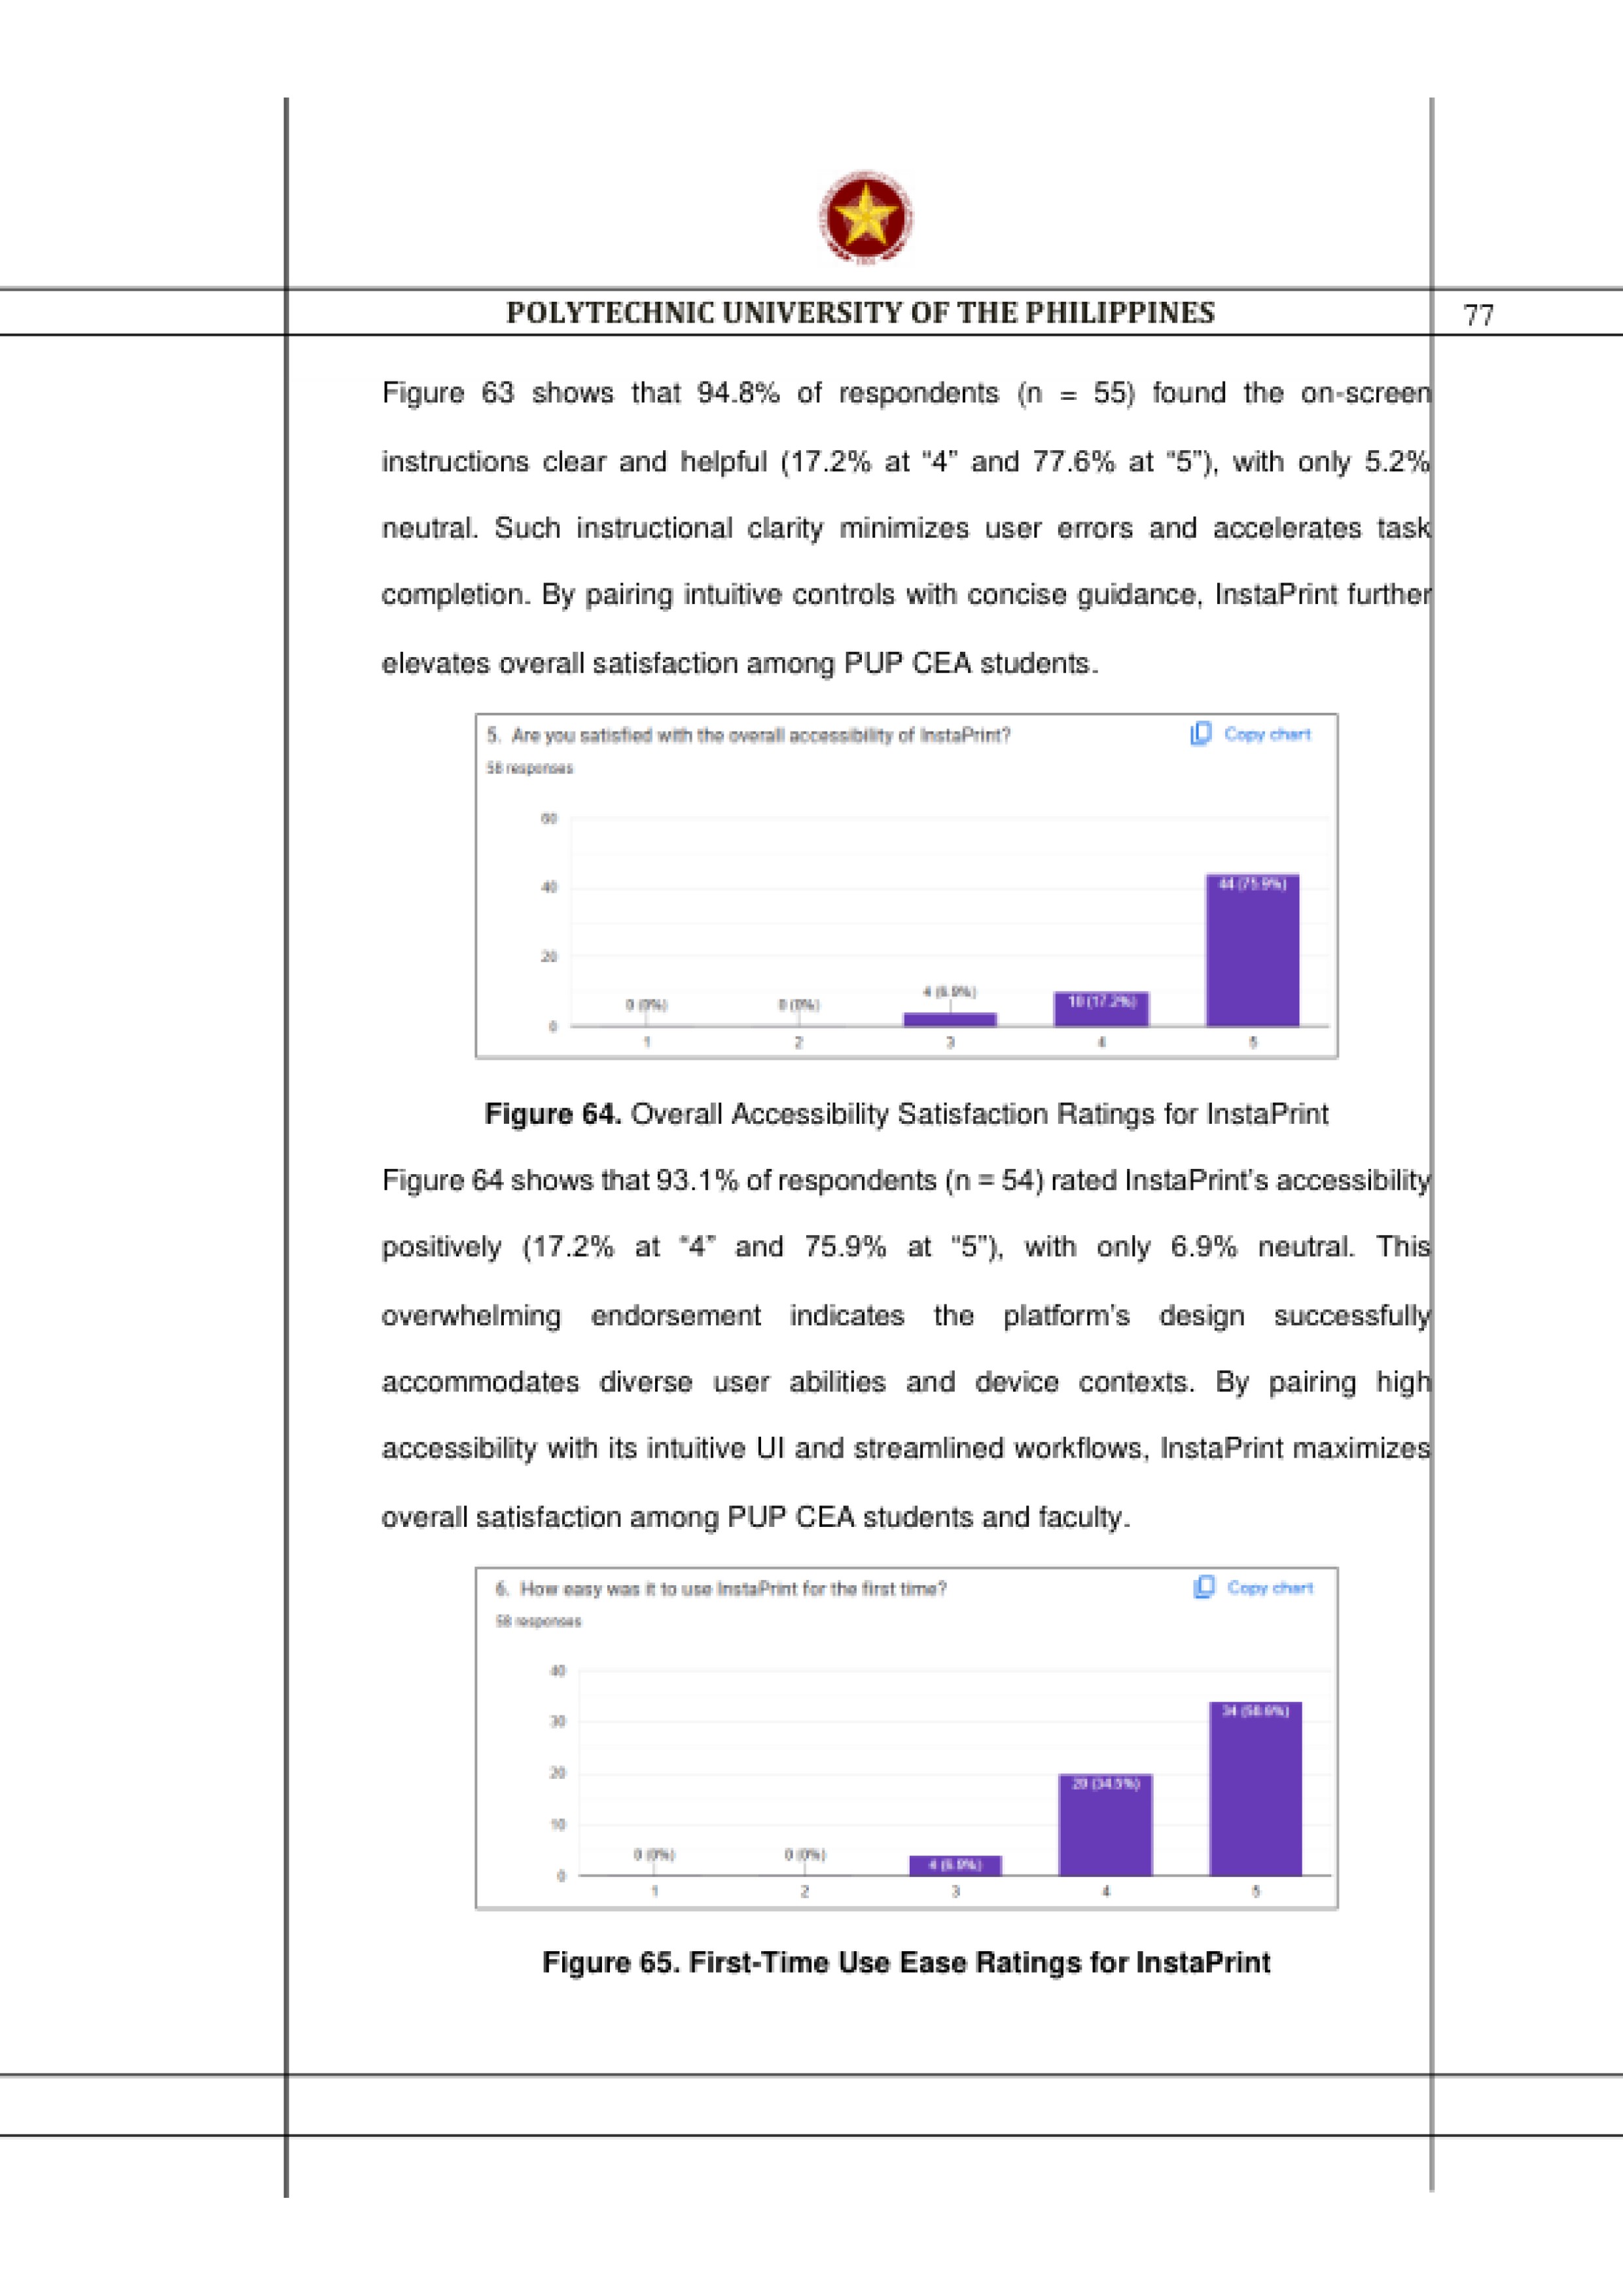 POLYTECHNIC UNIVERSITY OF THE PHILIPPINES
77
Figure 63 shows that 94.8% of respondents (n = 55) found the on-screen
instructions clear and helpful (17.2% at “4” and 77.6% at “5”), with only 5.2%
neutral. Such instructional clarity minimizes user errors and accelerates task
completion. By pairing intuitive controls with concise guidance, InstaPrint further
elevates overall satisfaction among PUP CEA students.
5. Are you satisfied with the overall accessibility of InstaPrint?
Copy chart
58 responses
60
40
20
0
0 (0%)
0 (0%)
4 (6.9%)
10 (17.2%)
44 (75.9%)
1
2
3
4
5
Figure 64. Overall Accessibility Satisfaction Ratings for InstaPrint
Figure 64 shows that 93.1% of respondents (n = 54) rated InstaPrint’s accessibility
positively (17.2% at “4” and 75.9% at “5”), with only 6.9% neutral. This
overwhelming endorsement indicates the platform’s design successfully
accommodates diverse user abilities and device contexts. By pairing high
accessibility with its intuitive UI and streamlined workflows, InstaPrint maximizes
overall satisfaction among PUP CEA students and faculty.
6. How easy was it to use InstaPrint for the first time?
Copy chart
58 responses
40
30
20
10
0
0 (0%)
0 (0%)
4 (6.9%)
20 (34.5%)
34 (58.6%)
1
2
3
4
5
Figure 65. First-Time Use Ease Ratings for InstaPrint